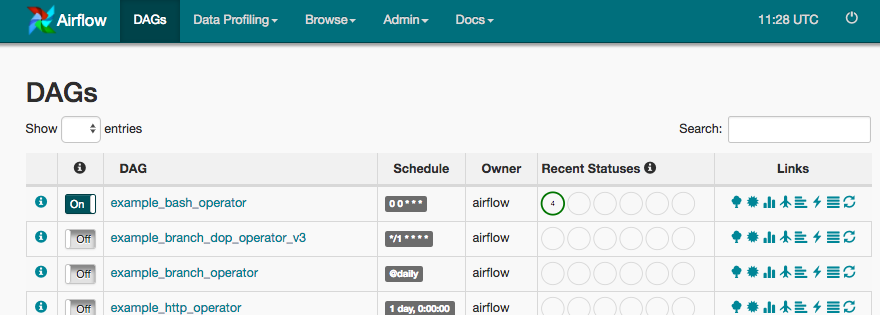 Airflow DAGs Data Profiling Browse Admin Docs 11:28 UTC
DAGs
Show entries Search:
DAG Schedule Owner Recent Statuses Links
On example_bash_operator 0 0 * * * airflow 4
Off example_branch_dop_operator_v3 */1 * * * * airflow
Off example_branch_operator @daily airflow
Off example_http_operator 1 day, 0:00:00 airflow